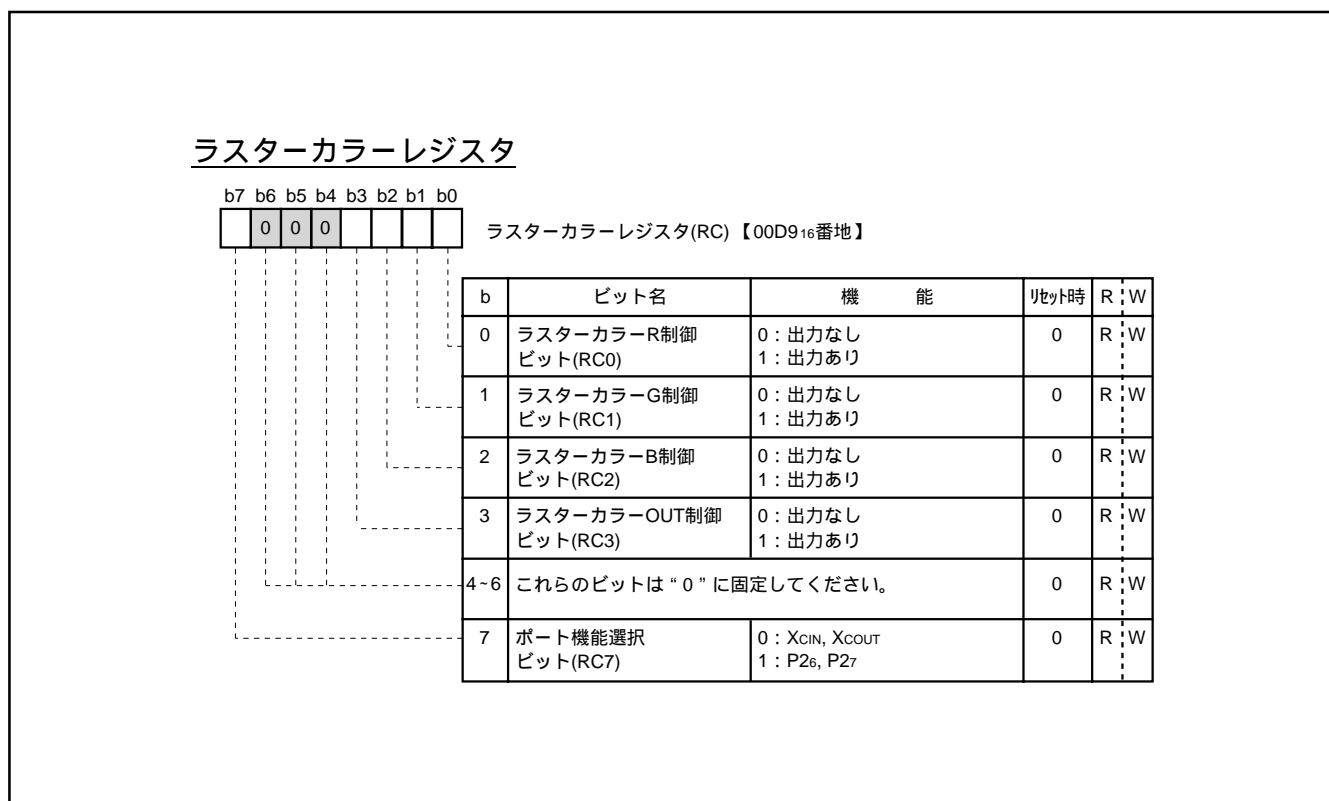 ラスターカラーレジスタ
b7 b6 b5 b4 b3 b2 b1 b0
0 0 0
ラスターカラーレジスタ(RC)【00D916番地】
b ビット名 機 能 リセット時 R W
0 ラスターカラーR制御 0：出力なし 0 R W
ビット(RC0) 1：出力あり
1 ラスターカラーG制御 0：出力なし 0 R W
ビット(RC1) 1：出力あり
2 ラスターカラーB制御 0：出力なし 0 R W
ビット(RC2) 1：出力あり
3 ラスターカラーOUT制御 0：出力なし 0 R W
ビット(RC3) 1：出力あり
4~6 これらのビットは“0”に固定してください。 0 R W
7 ポート機能選択 0：XCIN, XCOUT 0 R W
ビット(RC7) 1：P26, P27